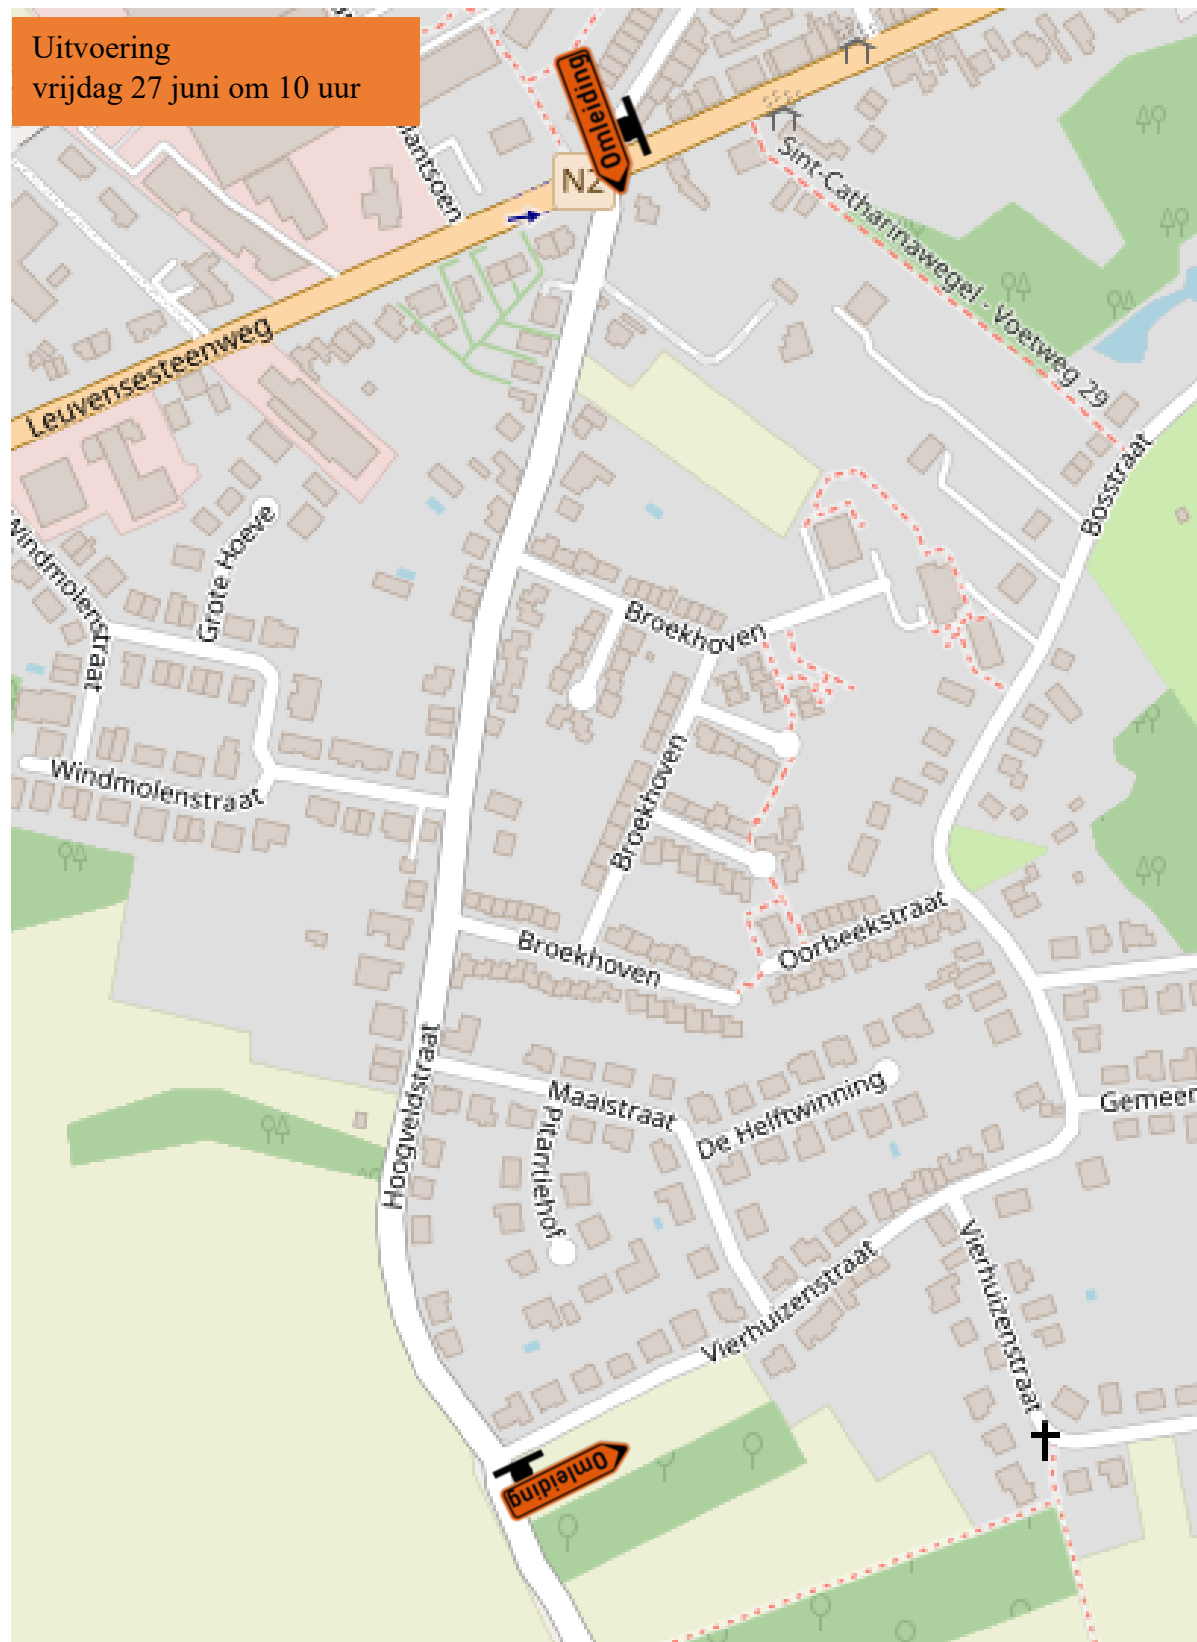 Uitvoering
vrijdag 27 juni om 10 uur
Omleiding
N2
Sint-Catharinawegel - Voetweg 29
Leuvensesteenweg
Bosstraat
Grote Hoeve
Windmolenstraat
Broekhoven
Windmolenstraat
Broekhoven
Oorbeekstraat
Broekhoven
Hoogveldstraat
Maaistraat
De Helftwinning
Pitantiehof
Vierhuizenstraat
Vierhuizenstraat
Omleiding